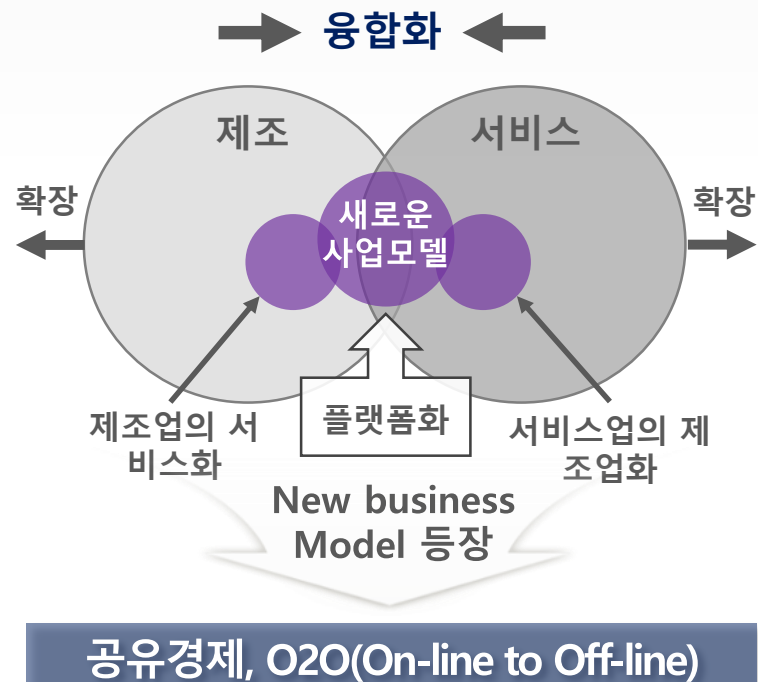 융합화
제조
서비스
확장
확장
새로운
사업모델
제조업의 서
비스화
플랫폼화
서비스업의 제
조업화
New business
Model 등장
공유경제, O2O(On-line to Off-line)